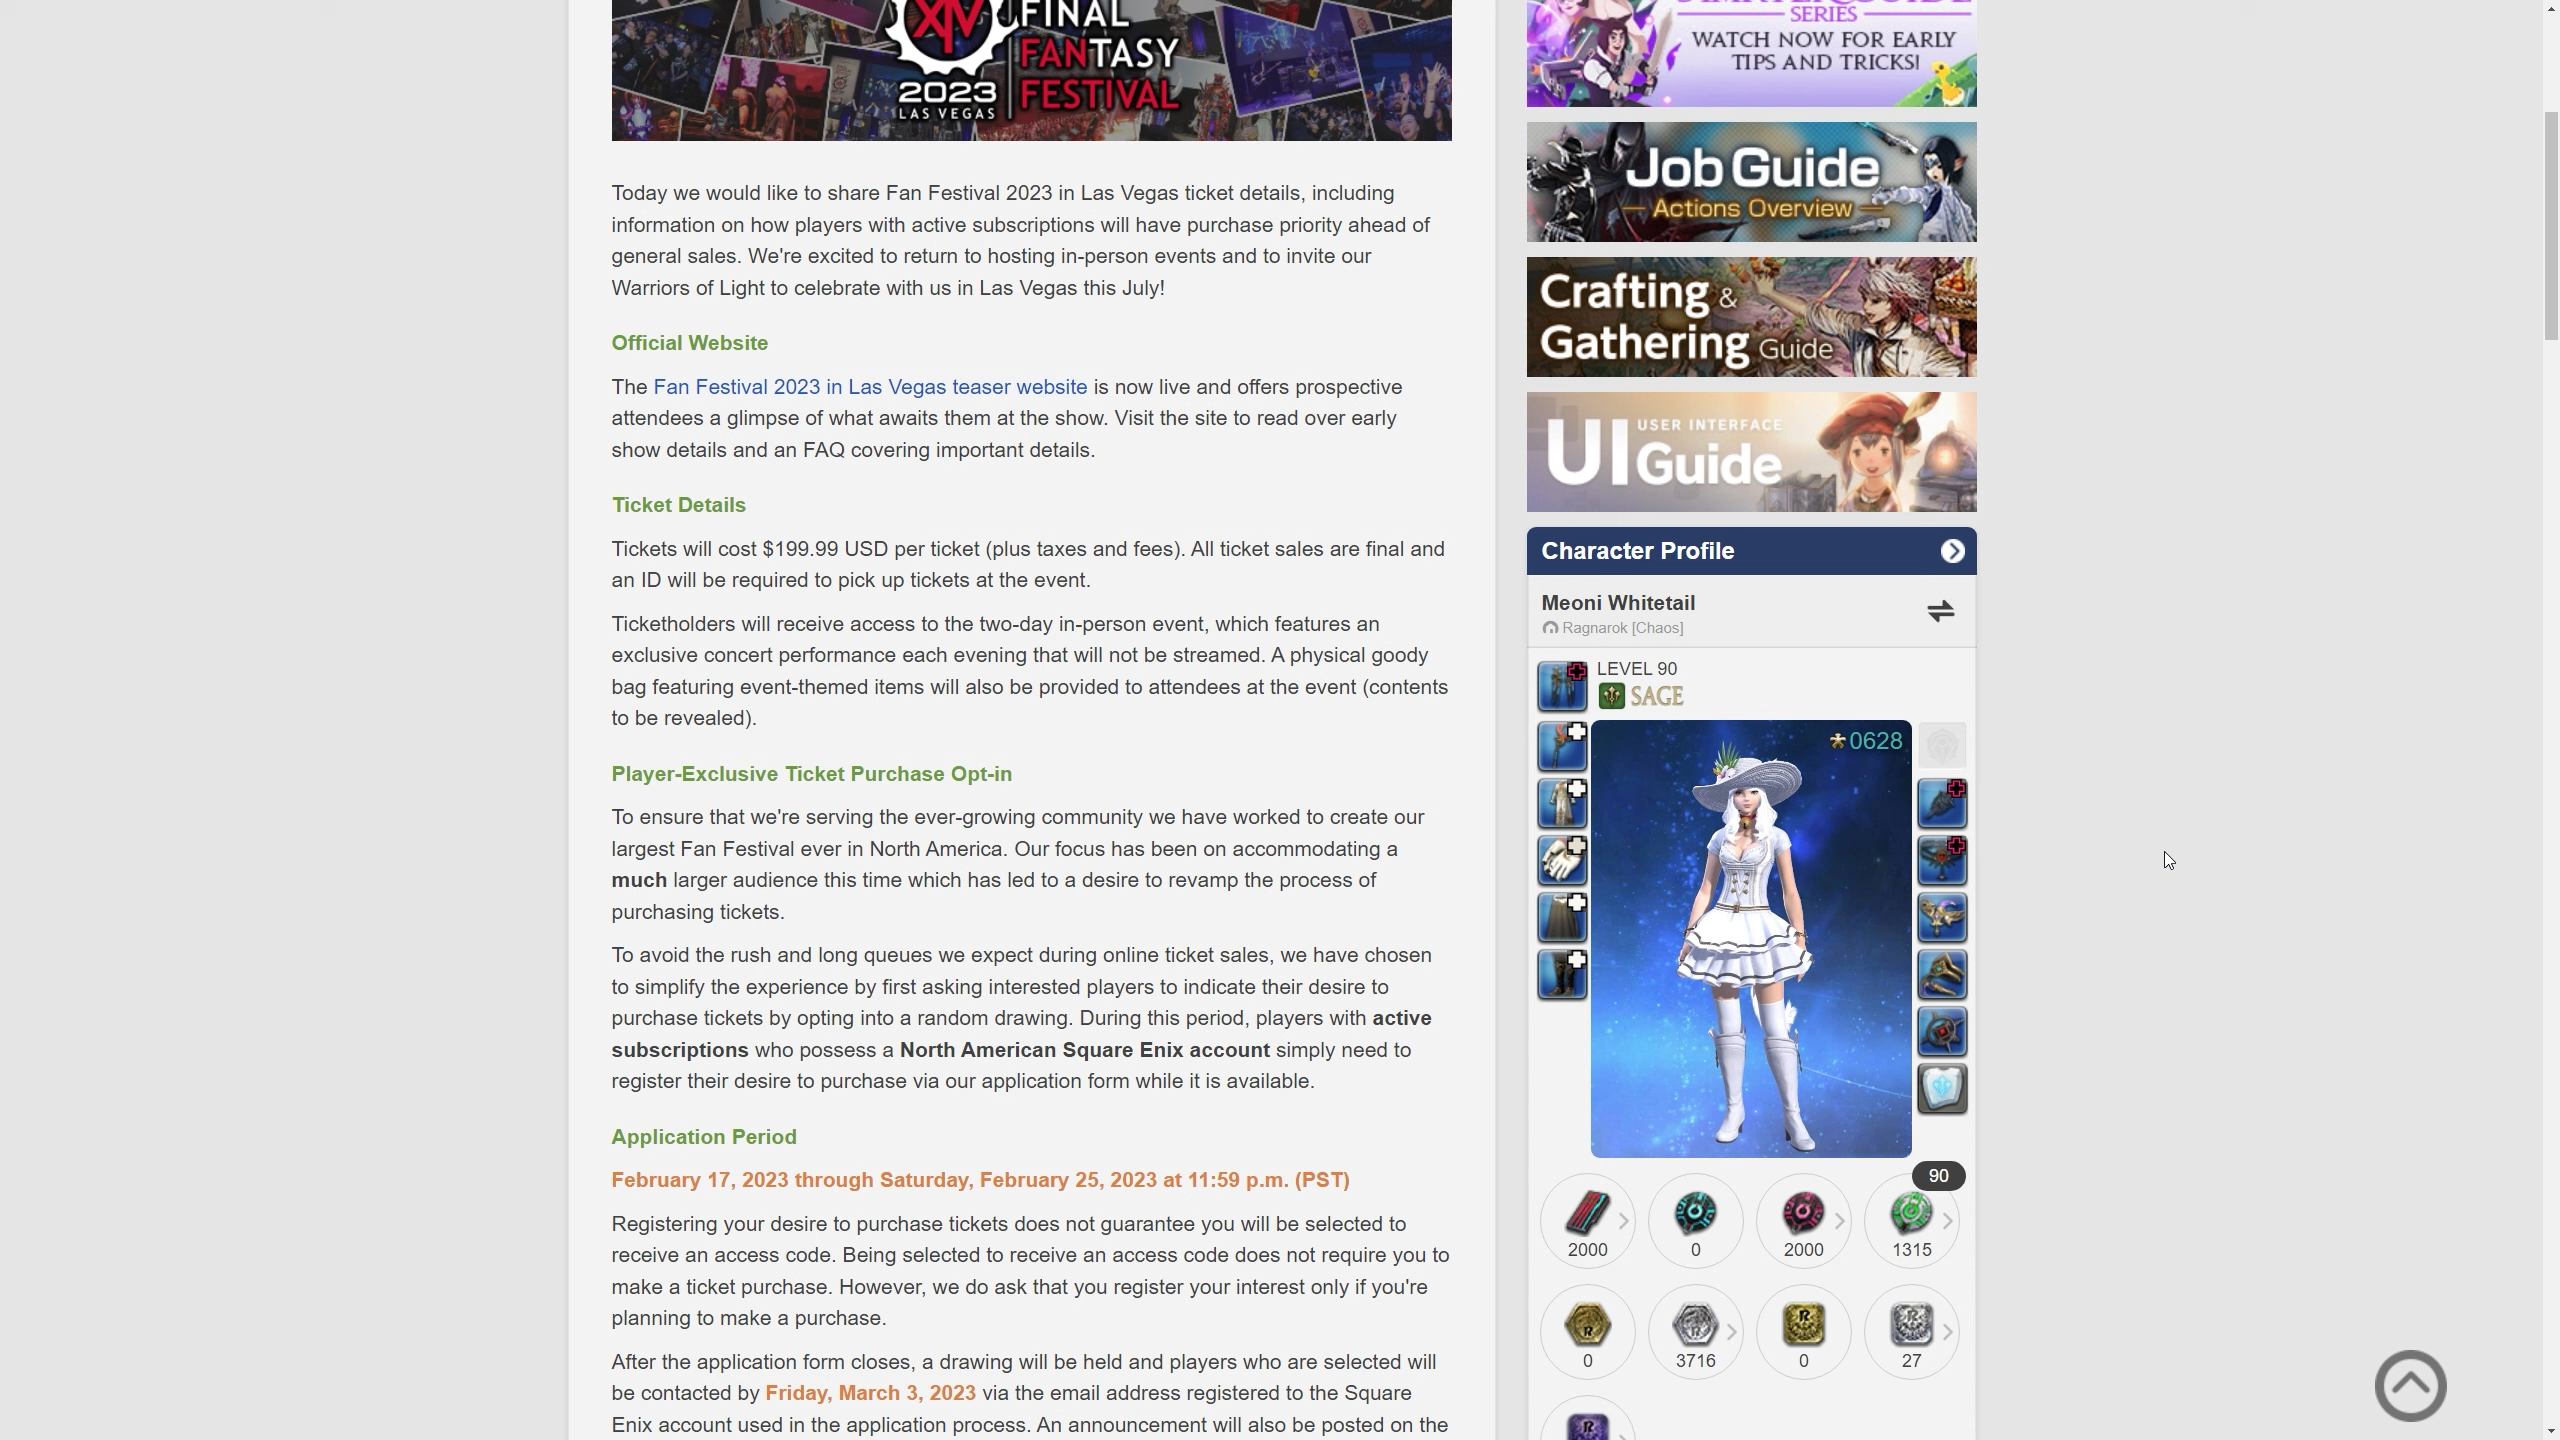 XIV
FINAL
FANTASY
FESTIVAL
2023
LAS VEGAS
Today we would like to share Fan Festival 2023 in Las Vegas ticket details, including
information on how players with active subscriptions will have purchase priority ahead of
general sales. We're excited to return to hosting in-person events and to invite our
Warriors of Light to celebrate with us in Las Vegas this July!
Official Website
The Fan Festival 2023 in Las Vegas teaser website is now live and offers prospective
attendees a glimpse of what awaits them at the show. Visit the site to read over early
show details and an FAQ covering important details.
Ticket Details
Tickets will cost $199.99 USD per ticket (plus taxes and fees). All ticket sales are final and
an ID will be required to pick up tickets at the event.
Ticketholders will receive access to the two-day in-person event, which features an
exclusive concert performance each evening that will not be streamed. A physical goody
bag featuring event-themed items will also be provided to attendees at the event (contents
to be revealed).
Player-Exclusive Ticket Purchase Opt-in
To ensure that we're serving the ever-growing community we have worked to create our
largest Fan Festival ever in North America. Our focus has been on accommodating a
much larger audience this time which has led to a desire to revamp the process of
purchasing tickets.
To avoid the rush and long queues we expect during online ticket sales, we have chosen
to simplify the experience by first asking interested players to indicate their desire to
purchase tickets by opting into a random drawing. During this period, players with active
subscriptions who possess a North American Square Enix account simply need to
register their desire to purchase via our application form while it is available.
Application Period
February 17, 2023 through Saturday, February 25, 2023 at 11:59 p.m. (PST)
Registering your desire to purchase tickets does not guarantee you will be selected to
receive an access code. Being selected to receive an access code does not require you to
make a ticket purchase. However, we do ask that you register your interest only if you're
planning to make a purchase.
After the application form closes, a drawing will be held and players who are selected will
be contacted by Friday, March 3, 2023 via the email address registered to the Square
Enix account used in the application process. An announcement will also be posted on the
SERIES
WATCH NOW FOR EARLY
TIPS AND TRICKS!
Job Guide
Actions Overview
Crafting &
Gathering Guide
UI USER INTERFACE
Guide
Character Profile
Meoni Whitetail
Ragnarok [Chaos]
LEVEL 90
SAGE
0628
90
2000
0
2000
1315
0
3716
0
27